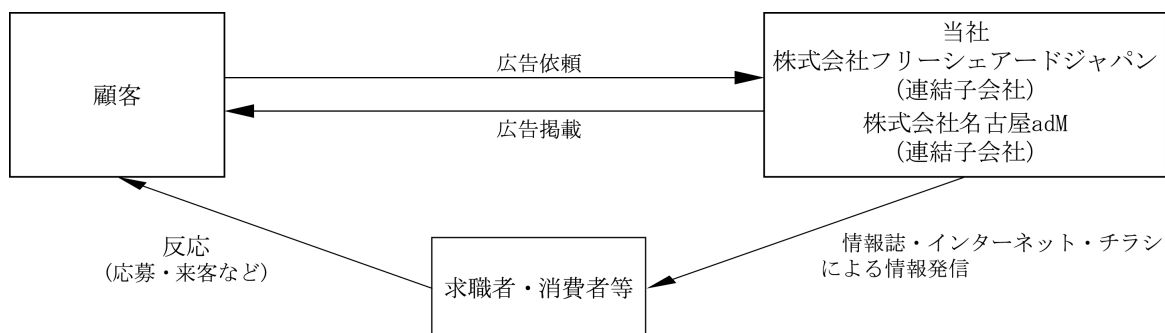 当社
株式会社フリーシェアードジャパン
(連結子会社)
株式会社名古屋adM
(連結子会社)
顧客
広告依頼
広告掲載
反応
(応募・来客など)
求職者・消費者等
情報誌・インターネット・チラシ
による情報発信